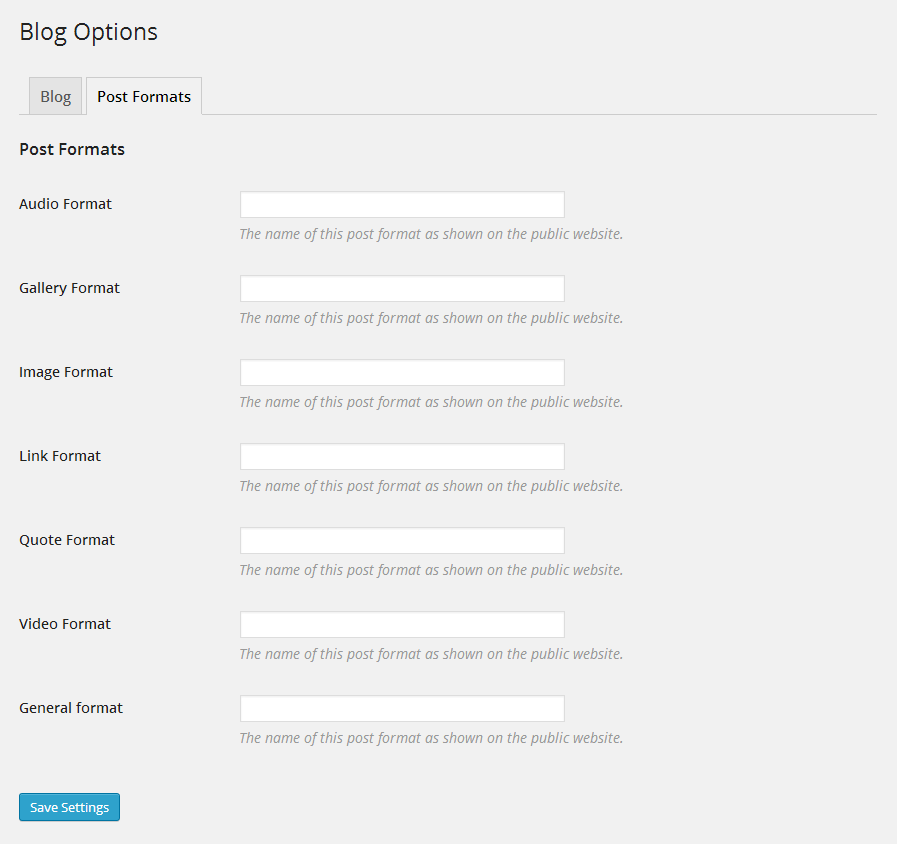 Blog Options
Blog
Post Formats
Post Formats
Audio Format
The name of this post format as shown on the public website.
Gallery Format
The name of this post format as shown on the public website.
Image Format
The name of this post format as shown on the public website.
Link Format
The name of this post format as shown on the public website.
Quote Format
The name of this post format as shown on the public website.
Video Format
The name of this post format as shown on the public website.
General format
The name of this post format as shown on the public website.
Save Settings